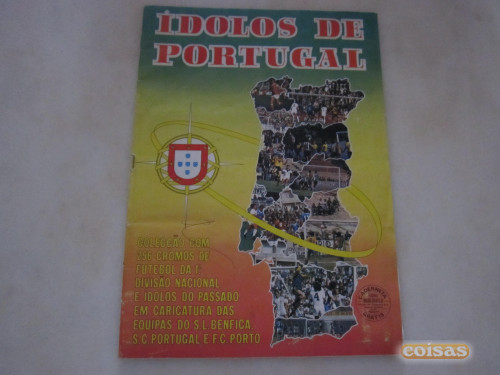 ÍDOLOS DE
PORTUGAL
COLECÇÃO COM
CROMOS DE
FUTEBOL DA 1ª
DIVISÃO NACIONAL
E ÍDOLOS DO PASSADO
EM CARICATURA DAS
EQUIPAS DO S L BENFICA,
S.C PORTUGAL E F C PORTO
CADERNETA
coisas